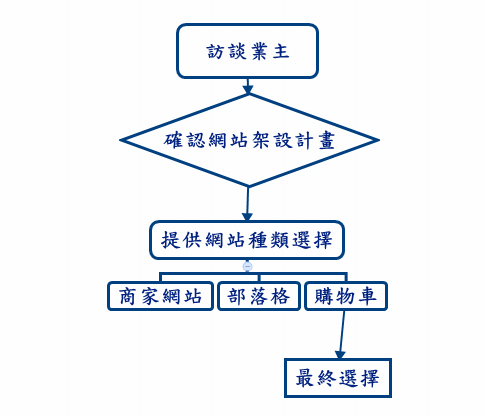 訪談業主
確認網站架設計畫
提供網站種類選擇
商家網站 部落格 購物車
最終選擇